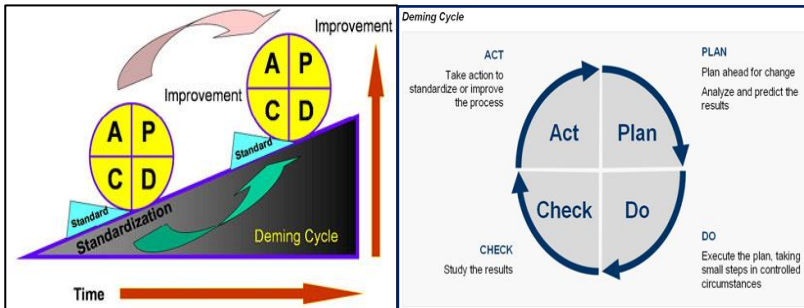 Improvement
A P
C D
Improvement
A P
C D
Standard
Standard
Standardization
Deming Cycle
Time
Deming Cycle
ACT
Take action to
standardize or improve
the process
PLAN
Plan ahead for change
Analyze and predict the
results
Act
Plan
Check
Do
CHECK
Study the results
DO
Execute the plan, taking
small steps in controlled
circumstances